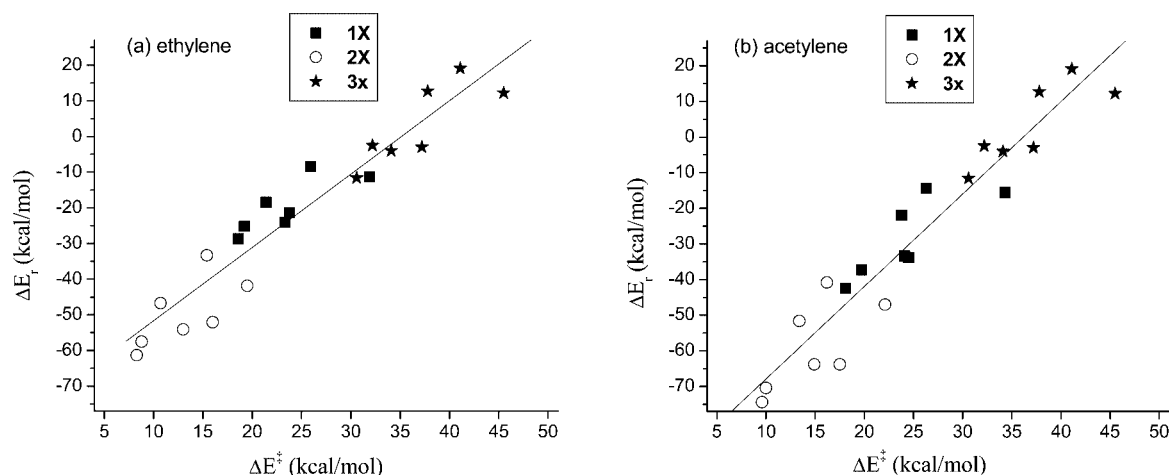 (a) ethylene
1X
2X
3x
20
10
0
-10
-20
-30
-40
-50
-60
-70
ΔE_r (kcal/mol)
5 10 15 20 25 30 35 40 45 50
ΔE‡ (kcal/mol)
(b) acetylene
1X
2X
3x
20
10
0
-10
-20
-30
-40
-50
-60
-70
ΔE_r (kcal/mol)
5 10 15 20 25 30 35 40 45 50
ΔE‡ (kcal/mol)